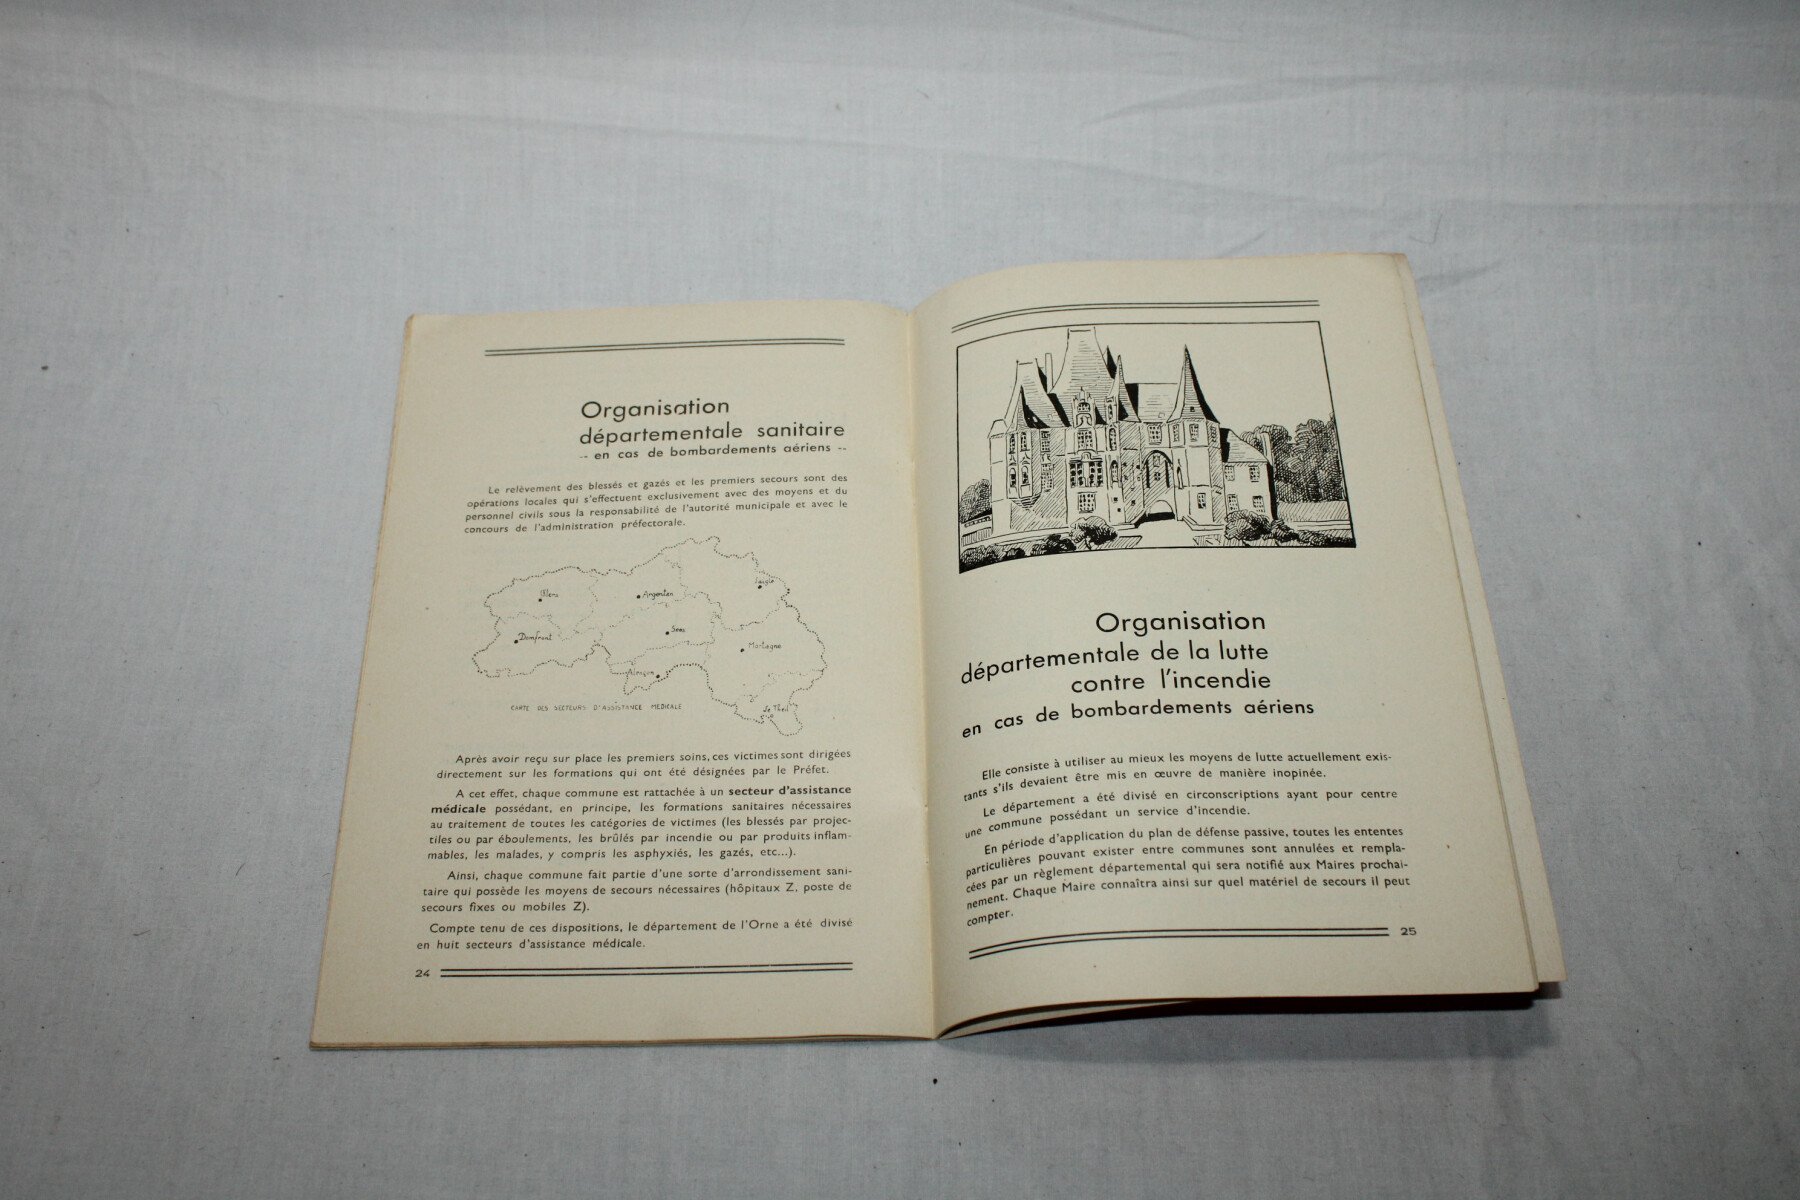 Organisation
départementale sanitaire
-- en cas de bombardements aériens --
Le relèvement des blessés et gazés et les premiers secours sont des
opérations locales qui s'effectuent exclusivement avec des moyens et du
personnel civils sous la responsabilité de l'autorité municipale et avec le
concours de l'administration préfectorale.
Laigle
Flers
Argentan
Domfront
Sées
Mortagne
Alençon
Le Theil
CARTE DES SECTEURS D'ASSISTANCE MEDICALE
Après avoir reçu sur place les premiers soins, ces victimes sont dirigées
directement sur les formations qui ont été désignées par le Préfet.
A cet effet, chaque commune est rattachée à un secteur d'assistance
médicale possédant, en principe, les formations sanitaires nécessaires
au traitement de toutes les catégories de victimes (les blessés par projec-
tiles ou par éboulements, les brûlés par incendie ou par produits inflam-
mables, les malades, y compris les asphyxiés, les gazés, etc...).
Ainsi, chaque commune fait partie d'une sorte d'arrondissement sani-
taire qui possède les moyens de secours nécessaires (hôpitaux Z, poste de
secours fixes ou mobiles Z).
Compte tenu de ces dispositions, le département de l'Orne a été divisé
en huit secteurs d'assistance médicale.
24
Organisation
départementale de la lutte
contre l'incendie
en cas de bombardements aériens
Elle consiste à utiliser au mieux les moyens de lutte actuellement exis-
tants s'ils devaient être mis en œuvre de manière inopinée.
Le département a été divisé en circonscriptions ayant pour centre
une commune possédant un service d'incendie.
En période d'application du plan de défense passive, toutes les ententes
particulières pouvant exister entre communes sont annulées et rempla-
cées par un règlement départemental qui sera notifié aux Maires prochai-
nement. Chaque Maire connaîtra ainsi sur quel matériel de secours il peut
compter.
25